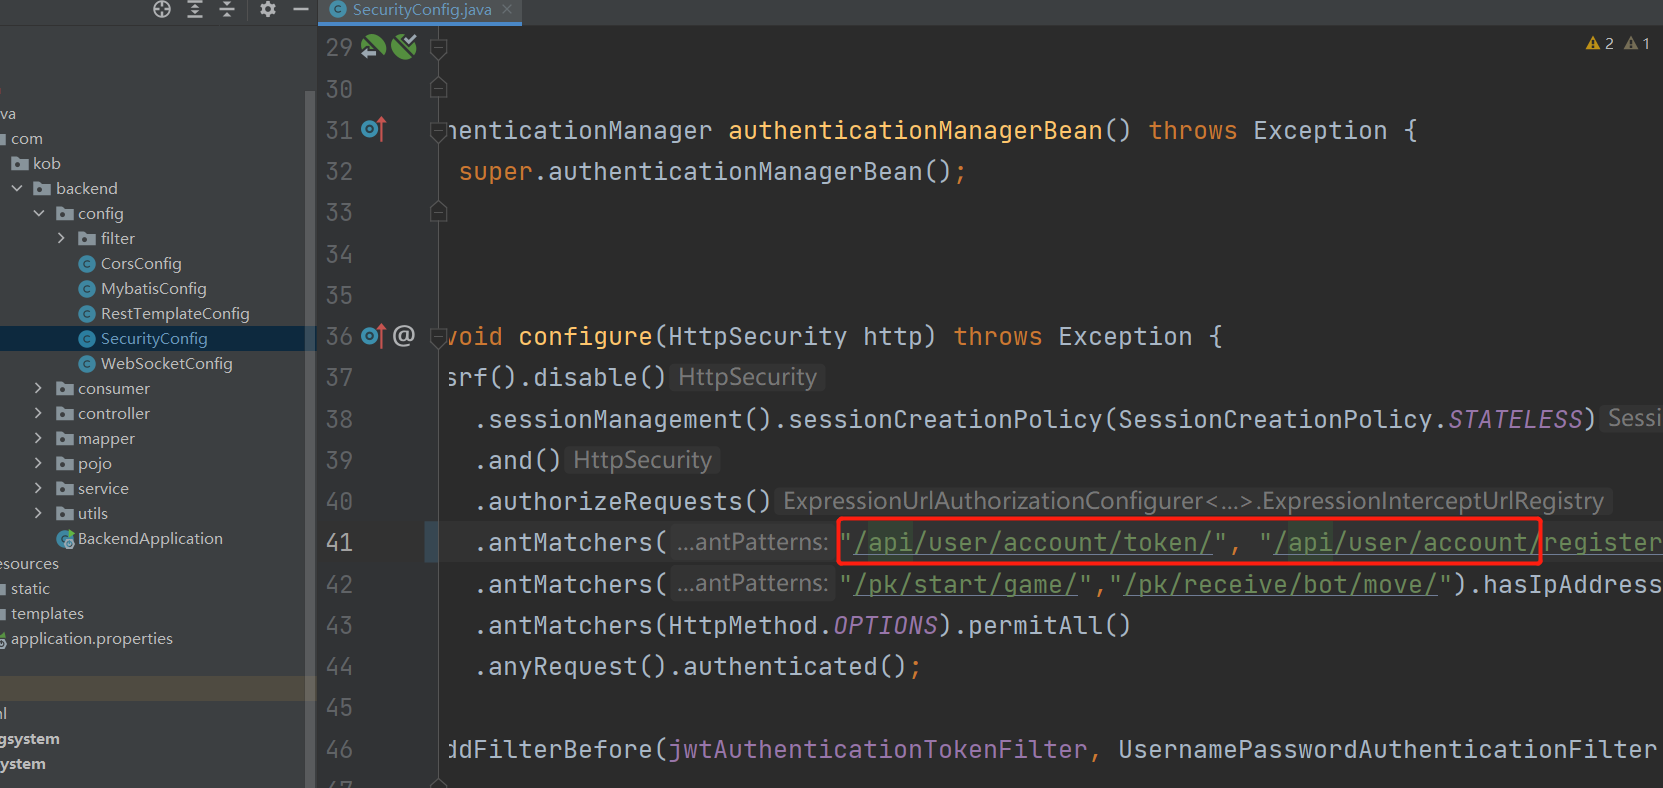 SecurityConfig.java
2 1
va
com
kob
backend
config
filter
CorsConfig
MybatisConfig
RestTemplateConfig
SecurityConfig
WebSocketConfig
consumer
controller
mapper
pojo
service
utils
BackendApplication
esources
static
templates
application.properties
gsystem
ystem
29
30
31 henticationManager authenticationManagerBean() throws Exception {
32 super.authenticationManagerBean();
33
34
35
36 void configure(HttpSecurity http) throws Exception {
37 srf().disable() HttpSecurity
38 .sessionManagement().sessionCreationPolicy(SessionCreationPolicy.STATELESS) Sessi
39 .and() HttpSecurity
40 .authorizeRequests() ExpressionUrlAuthorizationConfigurer<...>.ExpressionInterceptUrlRegistry
41 .antMatchers( ...antPatterns: "/api/user/account/token/", "/api/user/account/register
42 .antMatchers( ...antPatterns: "/pk/start/game/","/pk/receive/bot/move/").hasIpAddress
43 .antMatchers(HttpMethod.OPTIONS).permitAll()
44 .anyRequest().authenticated();
45
46 ddFilterBefore(jwtAuthenticationTokenFilter, UsernamePasswordAuthenticationFilter